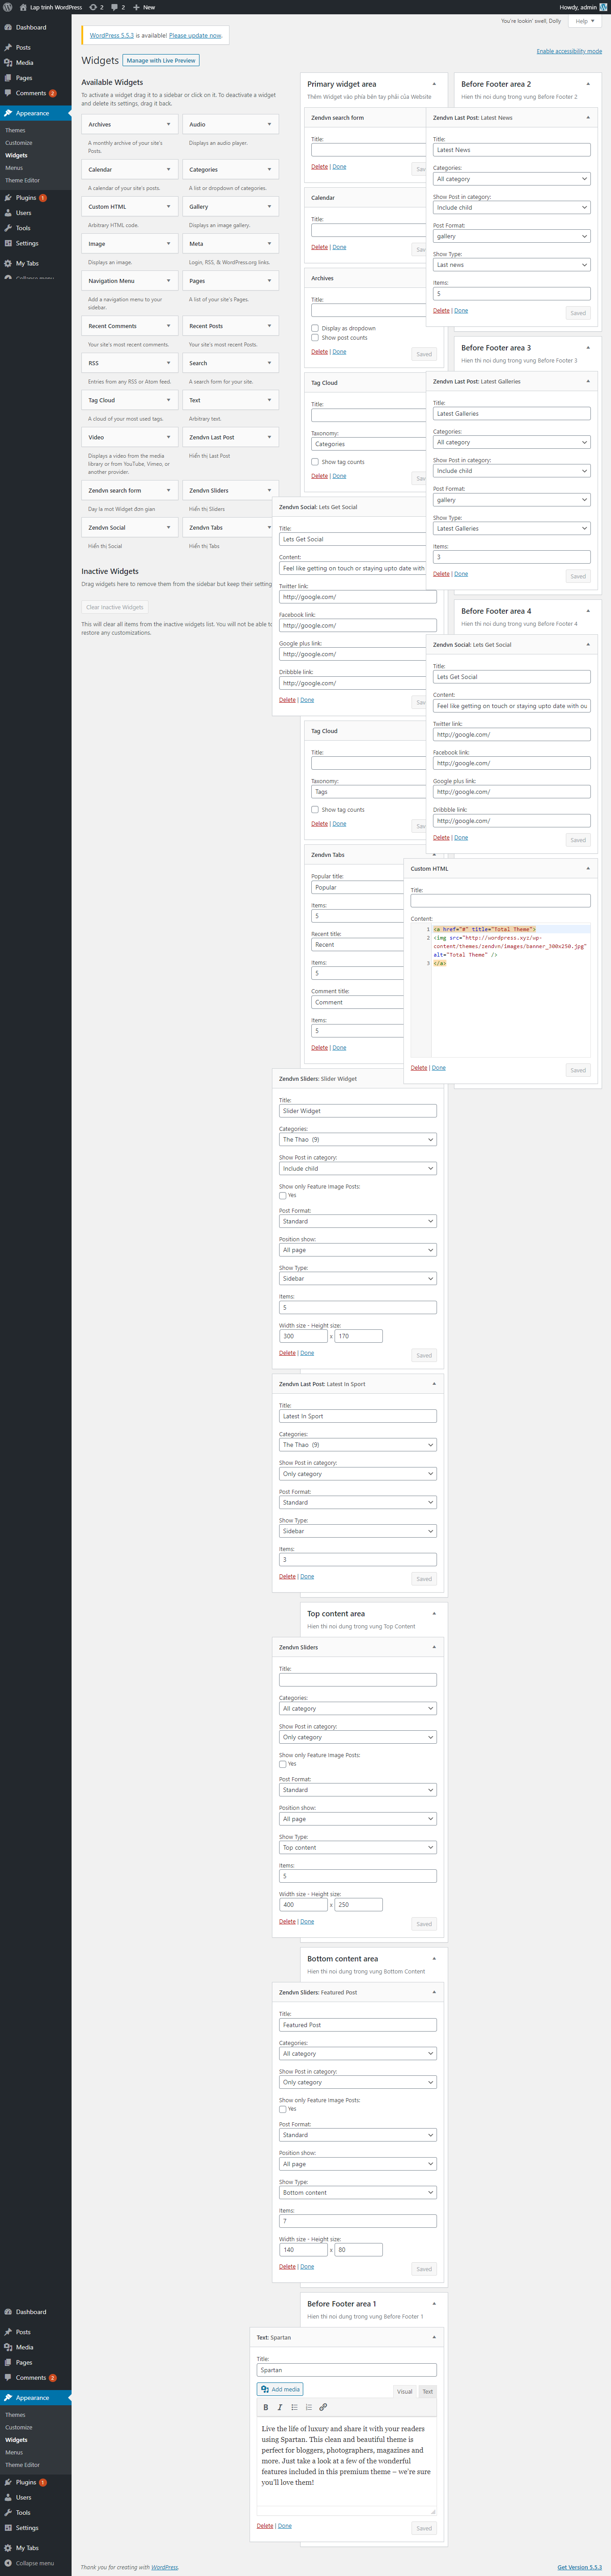 Lap trinh WordPress 2 2 New Howdy, admin
You're lookin' swell, Dolly
Help
WordPress 5.5.3 is available! Please update now.
Enable accessibility mode
Dashboard
Posts
Media
Pages
Comments 2
Appearance
Themes
Customize
Widgets
Menus
Theme Editor
Plugins 1
Users
Tools
Settings
My Tabs
Collapse menu
Widgets Manage with Live Preview
Available Widgets
To activate a widget drag it to a sidebar or click on it. To deactivate a widget
and delete its settings, drag it back.
Archives
A monthly archive of your site's
Posts.
Audio
Displays an audio player.
Calendar
A calendar of your site's posts.
Categories
A list or dropdown of categories.
Custom HTML
Arbitrary HTML code.
Gallery
Displays an image gallery.
Image
Displays an image.
Meta
Login, RSS, & WordPress.org links.
Navigation Menu
Add a navigation menu to your
sidebar.
Pages
A list of your site's Pages.
Recent Comments
Your site's most recent comments.
Recent Posts
Your site's most recent Posts.
RSS
Entries from any RSS or Atom feed.
Search
A search form for your site.
Tag Cloud
A cloud of your most used tags.
Text
Arbitrary text.
Video
Displays a video from the media
library or from YouTube, Vimeo, or
another provider.
Zendvn Last Post
Hiển thị Last Post
Zendvn search form
Day la mot Widget don gian
Zendvn Sliders
Hiển thị Sliders
Zendvn Social
Hiển thị Social
Zendvn Tabs
Hiển thị Tabs
Inactive Widgets
Drag widgets here to remove them from the sidebar but keep their setting
Clear Inactive Widgets
This will clear all items from the inactive widgets list. You will not be able to
restore any customizations.
Primary widget area
Thêm Widget vào phía bên tay phải của Website
Zendvn search form
Title:
Delete | Done
Sav
Calendar
Title:
Delete | Done
Sav
Archives
Title:
Display as dropdown
Show post counts
Delete | Done
Saved
Tag Cloud
Title:
Taxonomy:
Categories
Show tag counts
Delete | Done
Sav
Zendvn Social: Lets Get Social
Title:
Lets Get Social
Content:
Feel like getting on touch or staying upto date with
Twitter link:
http://google.com/
Facebook link:
http://google.com/
Google plus link:
http://google.com/
Dribbble link:
http://google.com/
Delete | Done
Sav
Tag Cloud
Title:
Taxonomy:
Tags
Show tag counts
Delete | Done
Sav
Zendvn Tabs
Popular title:
Popular
Items:
5
Recent title:
Recent
Items:
5
Comment title:
Comment
Items:
5
Delete | Done
Zendvn Sliders: Slider Widget
Title:
Slider Widget
Categories:
The Thao (9)
Show Post in category:
Include child
Show only Feature Image Posts:
Yes
Post Format:
Standard
Position show:
All page
Show Type:
Sidebar
Items:
5
Width size - Height size:
300 x 170
Delete | Done
Saved
Zendvn Last Post: Latest In Sport
Title:
Latest In Sport
Categories:
The Thao (9)
Show Post in category:
Only category
Post Format:
Standard
Show Type:
Sidebar
Items:
3
Delete | Done
Saved
Top content area
Hien thi noi dung trong vung Top Content
Zendvn Sliders
Title:
Categories:
All category
Show Post in category:
Only category
Show only Feature Image Posts:
Yes
Post Format:
Standard
Position show:
All page
Show Type:
Top content
Items:
5
Width size - Height size:
400 x 250
Delete | Done
Saved
Bottom content area
Hien thi noi dung trong vung Bottom Content
Zendvn Sliders: Featured Post
Title:
Featured Post
Categories:
All category
Show Post in category:
Only category
Show only Feature Image Posts:
Yes
Post Format:
Standard
Position show:
All page
Show Type:
Bottom content
Items:
7
Width size - Height size:
140 x 80
Delete | Done
Saved
Before Footer area 1
Hien thi noi dung trong vung Before Footer 1
Text: Spartan
Title:
Spartan
Add media
Visual Text
B I
Live the life of luxury and share it with your readers
using Spartan. This clean and beautiful theme is
perfect for bloggers, photographers, magazines and
more. Just take a look at a few of the wonderful
features included in this premium theme – we're sure
you'll love them!
Delete | Done
Saved
Before Footer area 2
Hien thi noi dung trong vung Before Footer 2
Zendvn Last Post: Latest News
Title:
Latest News
Categories:
All category
Show Post in category:
Include child
Post Format:
gallery
Show Type:
Last news
Items:
5
Delete | Done
Saved
Before Footer area 3
Hien thi noi dung trong vung Before Footer 3
Zendvn Last Post: Latest Galleries
Title:
Latest Galleries
Categories:
All category
Show Post in category:
Include child
Post Format:
gallery
Show Type:
Latest Galleries
Items:
3
Delete | Done
Saved
Before Footer area 4
Hien thi noi dung trong vung Before Footer 4
Zendvn Social: Lets Get Social
Title:
Lets Get Social
Content:
Feel like getting on touch or staying upto date with ou
Twitter link:
http://google.com/
Facebook link:
http://google.com/
Google plus link:
http://google.com/
Dribbble link:
http://google.com/
Delete | Done
Saved
Custom HTML
Title:
Content:
1 <a href="#" title="Total Theme">
2 <img src="http://wordpress.xyz/wp-
content/themes/zendvn/images/banner_300x250.jpg"
alt="Total Theme" />
3 </a>
Delete | Done
Saved
Dashboard
Posts
Media
Pages
Comments 2
Appearance
Themes
Customize
Widgets
Menus
Theme Editor
Plugins 1
Users
Tools
Settings
My Tabs
Collapse menu
Thank you for creating with WordPress.
Get Version 5.5.3